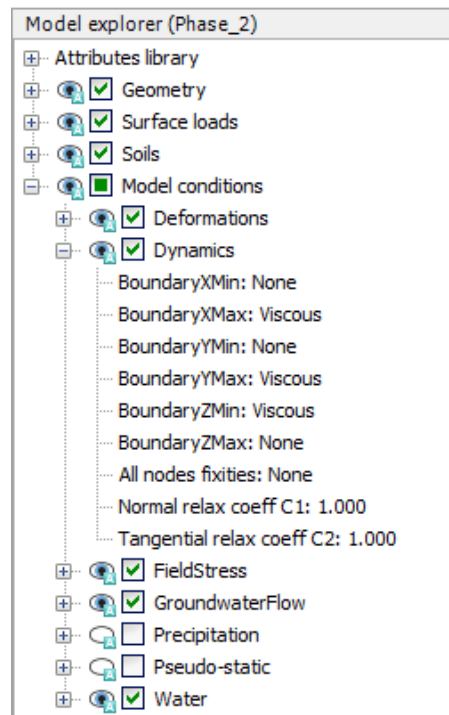 Model explorer (Phase_2)
Attributes library
Geometry
Surface loads
Soils
Model conditions
Deformations
Dynamics
BoundaryXMin: None
BoundaryXMax: Viscous
BoundaryYMin: None
BoundaryYMax: Viscous
BoundaryZMin: Viscous
BoundaryZMax: None
All nodes fixities: None
Normal relax coeff C1: 1.000
Tangential relax coeff C2: 1.000
FieldStress
GroundwaterFlow
Precipitation
Pseudo-static
Water